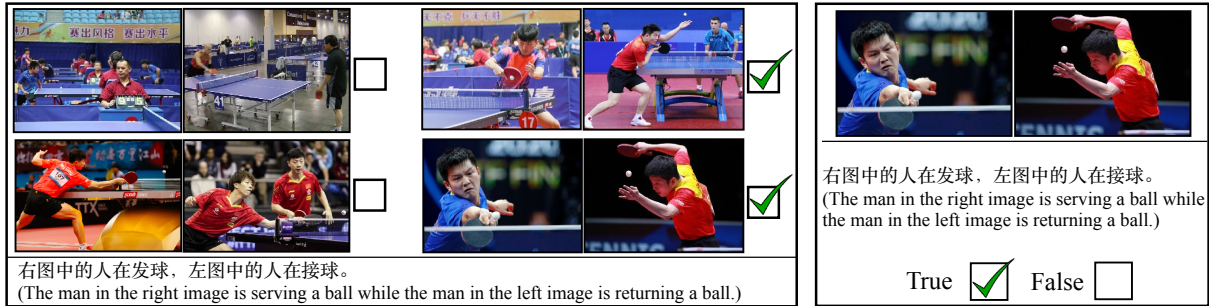 赛出风格 赛出水平
17
右图中的人在发球，左图中的人在接球。
(The man in the right image is serving a ball while the man in the left image is returning a ball.)
右图中的人在发球，左图中的人在接球。
(The man in the right image is serving a ball while
the man in the left image is returning a ball.)
True False